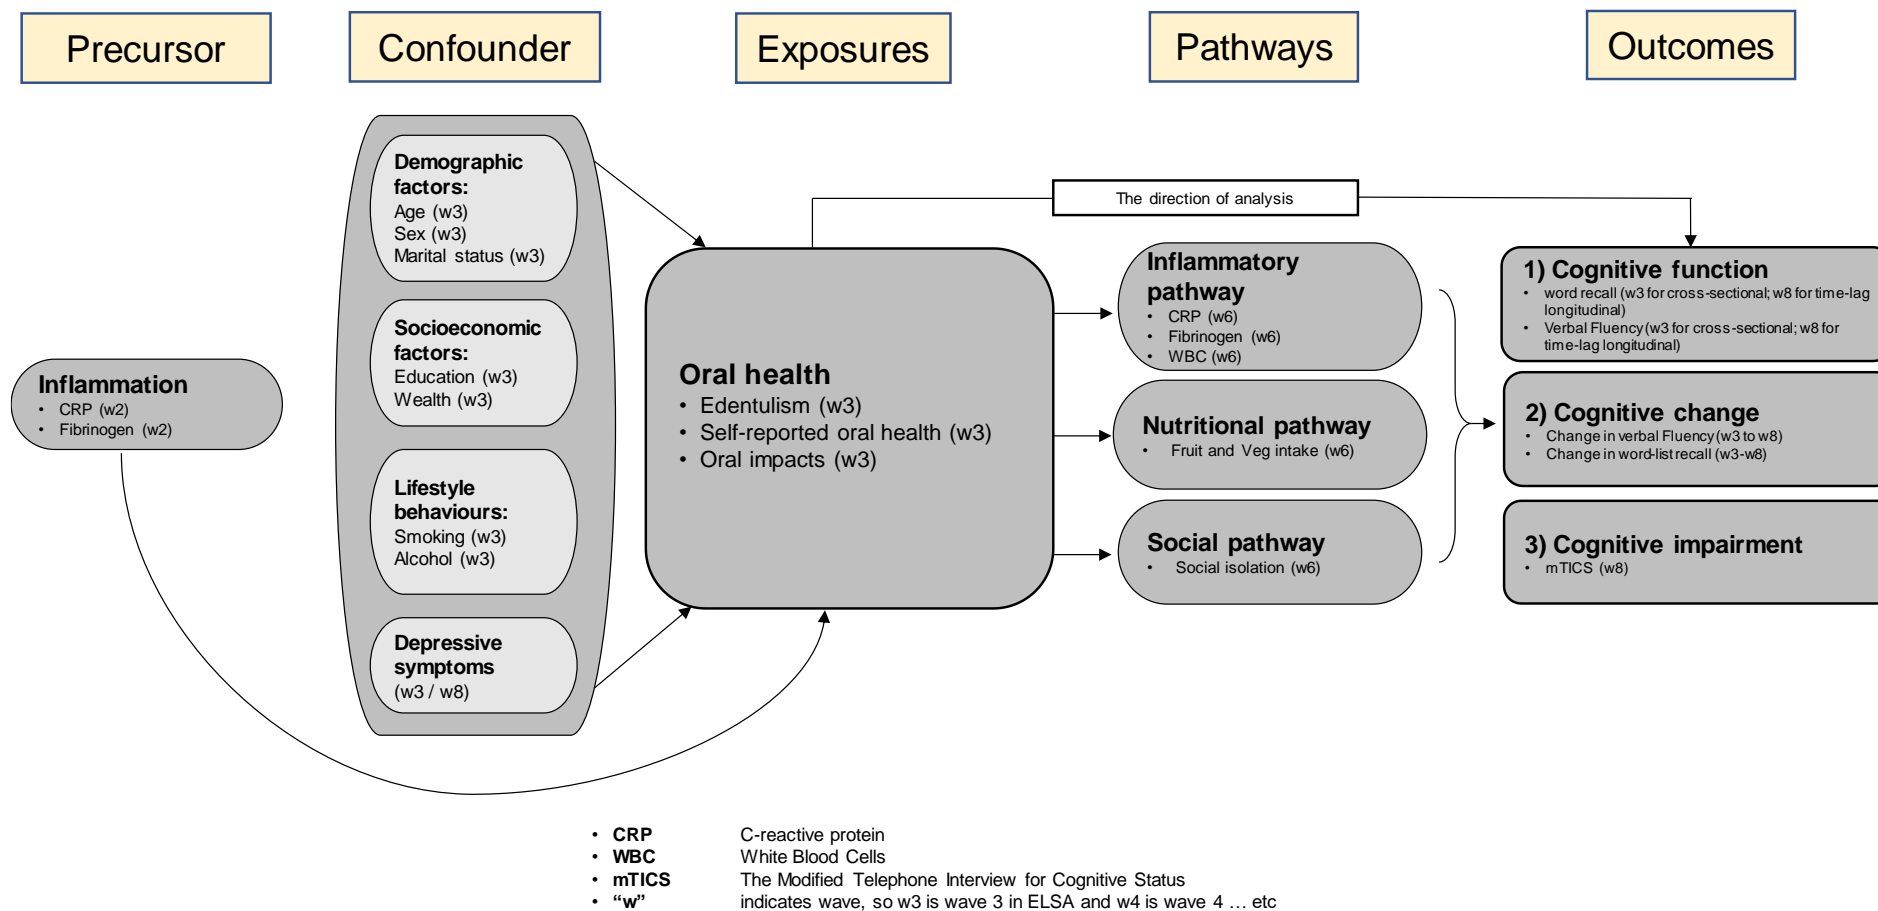 Precursor
Confounder
Exposures
Pathways
Outcomes
Inflammation
• CRP (w2)
• Fibrinogen (w2)
Demographic
factors:
Age (w3)
Sex (w3)
Marital status (w3)
Socioeconomic
factors:
Education (w3)
Wealth (w3)
Lifestyle
behaviours:
Smoking (w3)
Alcohol (w3)
Depressive
symptoms
(w3 / w8)
Oral health
• Edentulism (w3)
• Self-reported oral health (w3)
• Oral impacts (w3)
The direction of analysis
Inflammatory
pathway
• CRP (w6)
• Fibrinogen (w6)
• WBC (w6)
Nutritional pathway
• Fruit and Veg intake (w6)
Social pathway
• Social isolation (w6)
1) Cognitive function
• word recall (w3 for cross-sectional; w8 for time-lag
longitudinal)
• Verbal Fluency (w3 for cross-sectional; w8 for
time-lag longitudinal)
2) Cognitive change
• Change in verbal Fluency (w3 to w8)
• Change in word-list recall (w3-w8)
3) Cognitive impairment
• mTICS (w8)
• CRP C-reactive protein
• WBC White Blood Cells
• mTICS The Modified Telephone Interview for Cognitive Status
• “w” indicates wave, so w3 is wave 3 in ELSA and w4 is wave 4 … etc